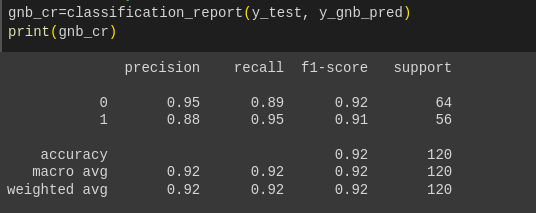 gnb_cr=classification_report(y_test, y_gnb_pred)
print(gnb_cr)
precision recall f1-score support
0 0.95 0.89 0.92 64
1 0.88 0.95 0.91 56
accuracy 0.92 120
macro avg 0.92 0.92 0.92 120
weighted avg 0.92 0.92 0.92 120